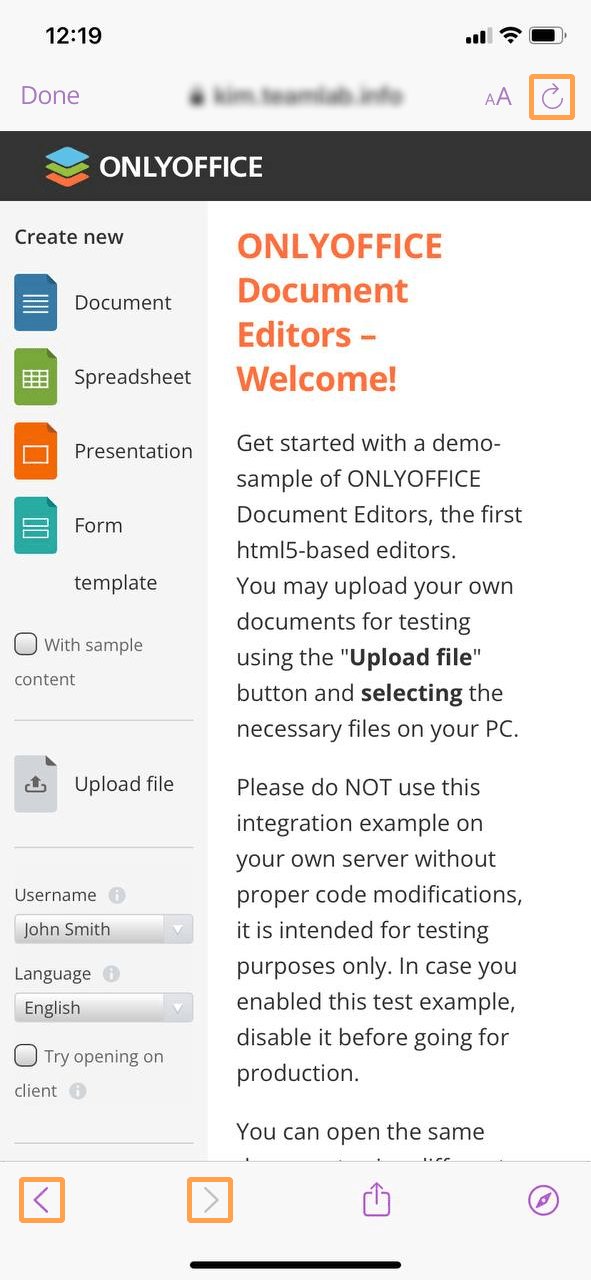 12:19
Done
AA
ONLYOFFICE
Create new
Document
Spreadsheet
Presentation
Form
template
With sample
content
Upload file
Username
John Smith
Language
English
Try opening on
client
ONLYOFFICE
Document
Editors –
Welcome!
Get started with a demo-
sample of ONLYOFFICE
Document Editors, the first
html5-based editors.
You may upload your own
documents for testing
using the "Upload file"
button and selecting the
necessary files on your PC.
Please do NOT use this
integration example on
your own server without
proper code modifications,
it is intended for testing
purposes only. In case you
enabled this test example,
disable it before going for
production.
You can open the same